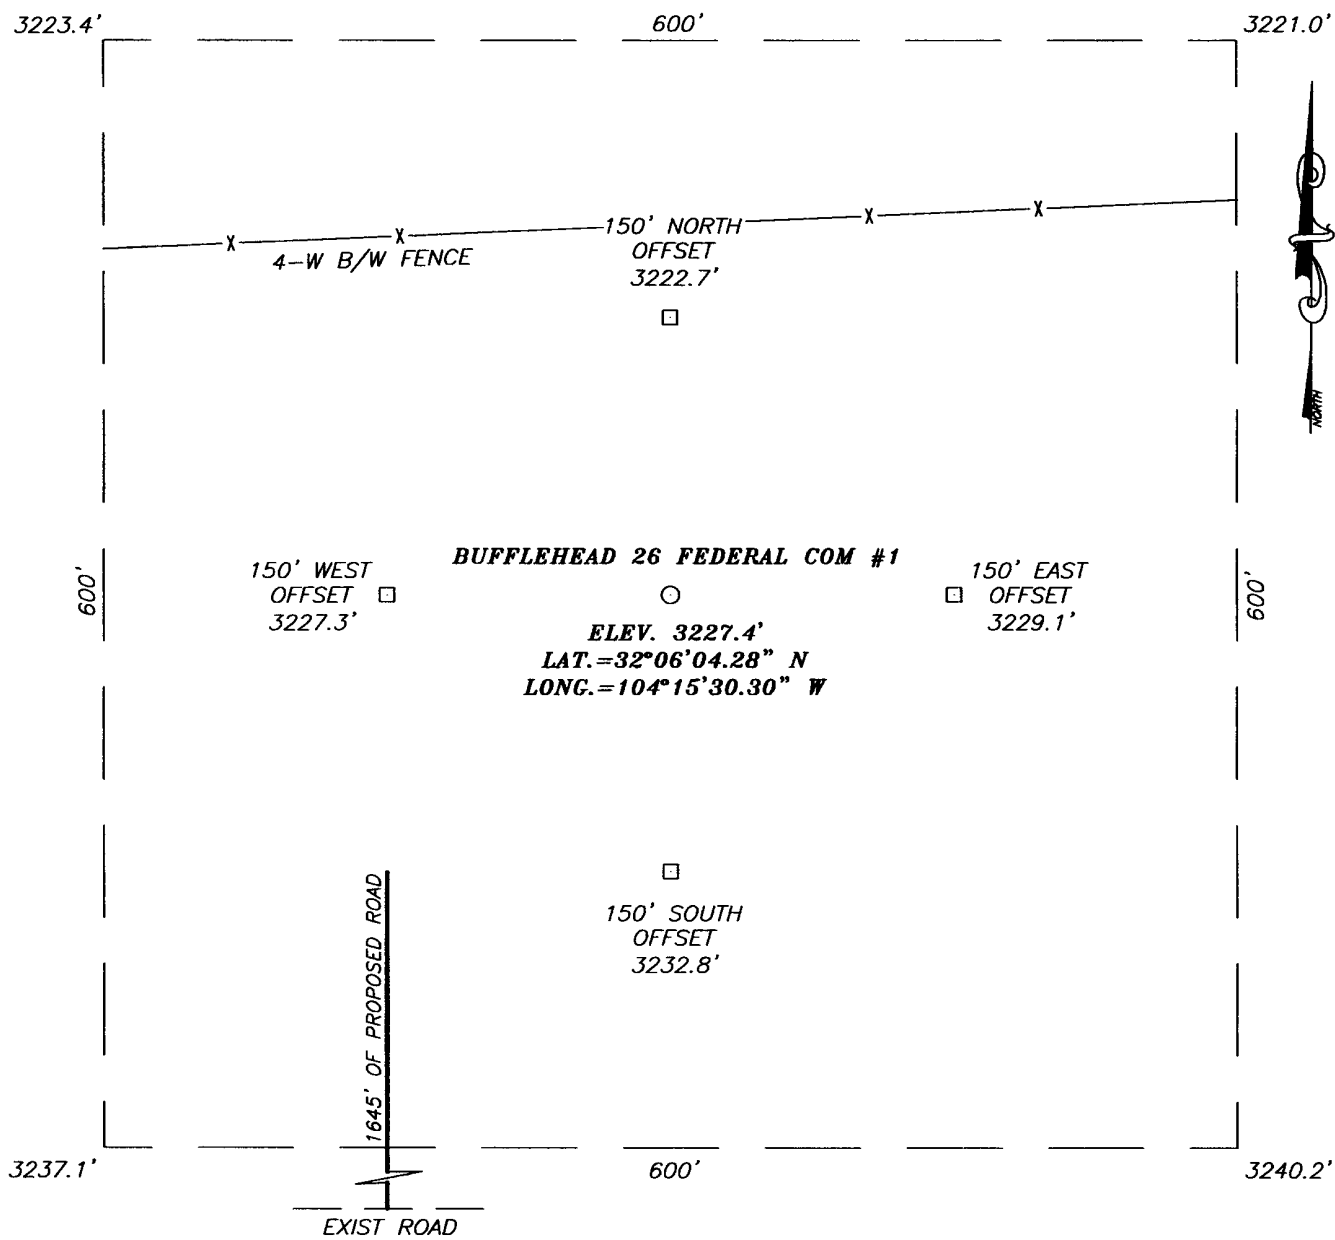 3223.4'
600'
3221.0'
150' NORTH
OFFSET
3222.7'
4-W B/W FENCE
NORTH
BUFFLEHEAD 26 FEDERAL COM #1
600'
150' WEST
OFFSET
3227.3'
150' EAST
OFFSET
3229.1'
600'
ELEV. 3227.4'
LAT.=32°06'04.28" N
LONG.=104°15'30.30" W
1645' OF PROPOSED ROAD
150' SOUTH
OFFSET
3232.8'
3237.1'
600'
3240.2'
EXIST ROAD